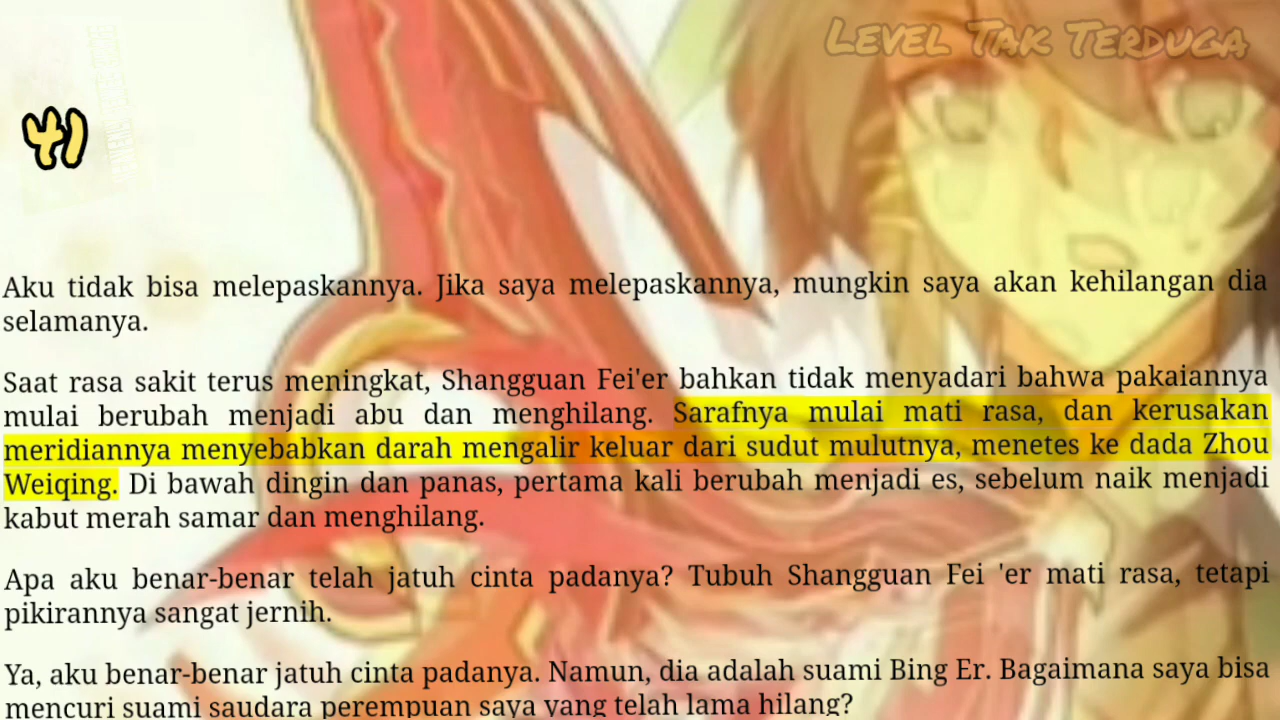 Level Tak Terduga
41
Aku tidak bisa melepaskannya. Jika saya melepaskannya, mungkin saya akan kehilangan dia
selamanya.
Saat rasa sakit terus meningkat, Shangguan Fei'er bahkan tidak menyadari bahwa pakaiannya
mulai berubah menjadi abu dan menghilang. Sarafnya mulai mati rasa, dan kerusakan
meridiannya menyebabkan darah mengalir keluar dari sudut mulutnya, menetes ke dada Zhou
Weiqing. Di bawah dingin dan panas, pertama kali berubah menjadi es, sebelum naik menjadi
kabut merah samar dan menghilang.
Apa aku benar-benar telah jatuh cinta padanya? Tubuh Shangguan Fei 'er mati rasa, tetapi
pikirannya sangat jernih.
Ya, aku benar-benar jatuh cinta padanya. Namun, dia adalah suami Bing Er. Bagaimana saya bisa
mencuri suami saudara perempuan saya yang telah lama hilang?